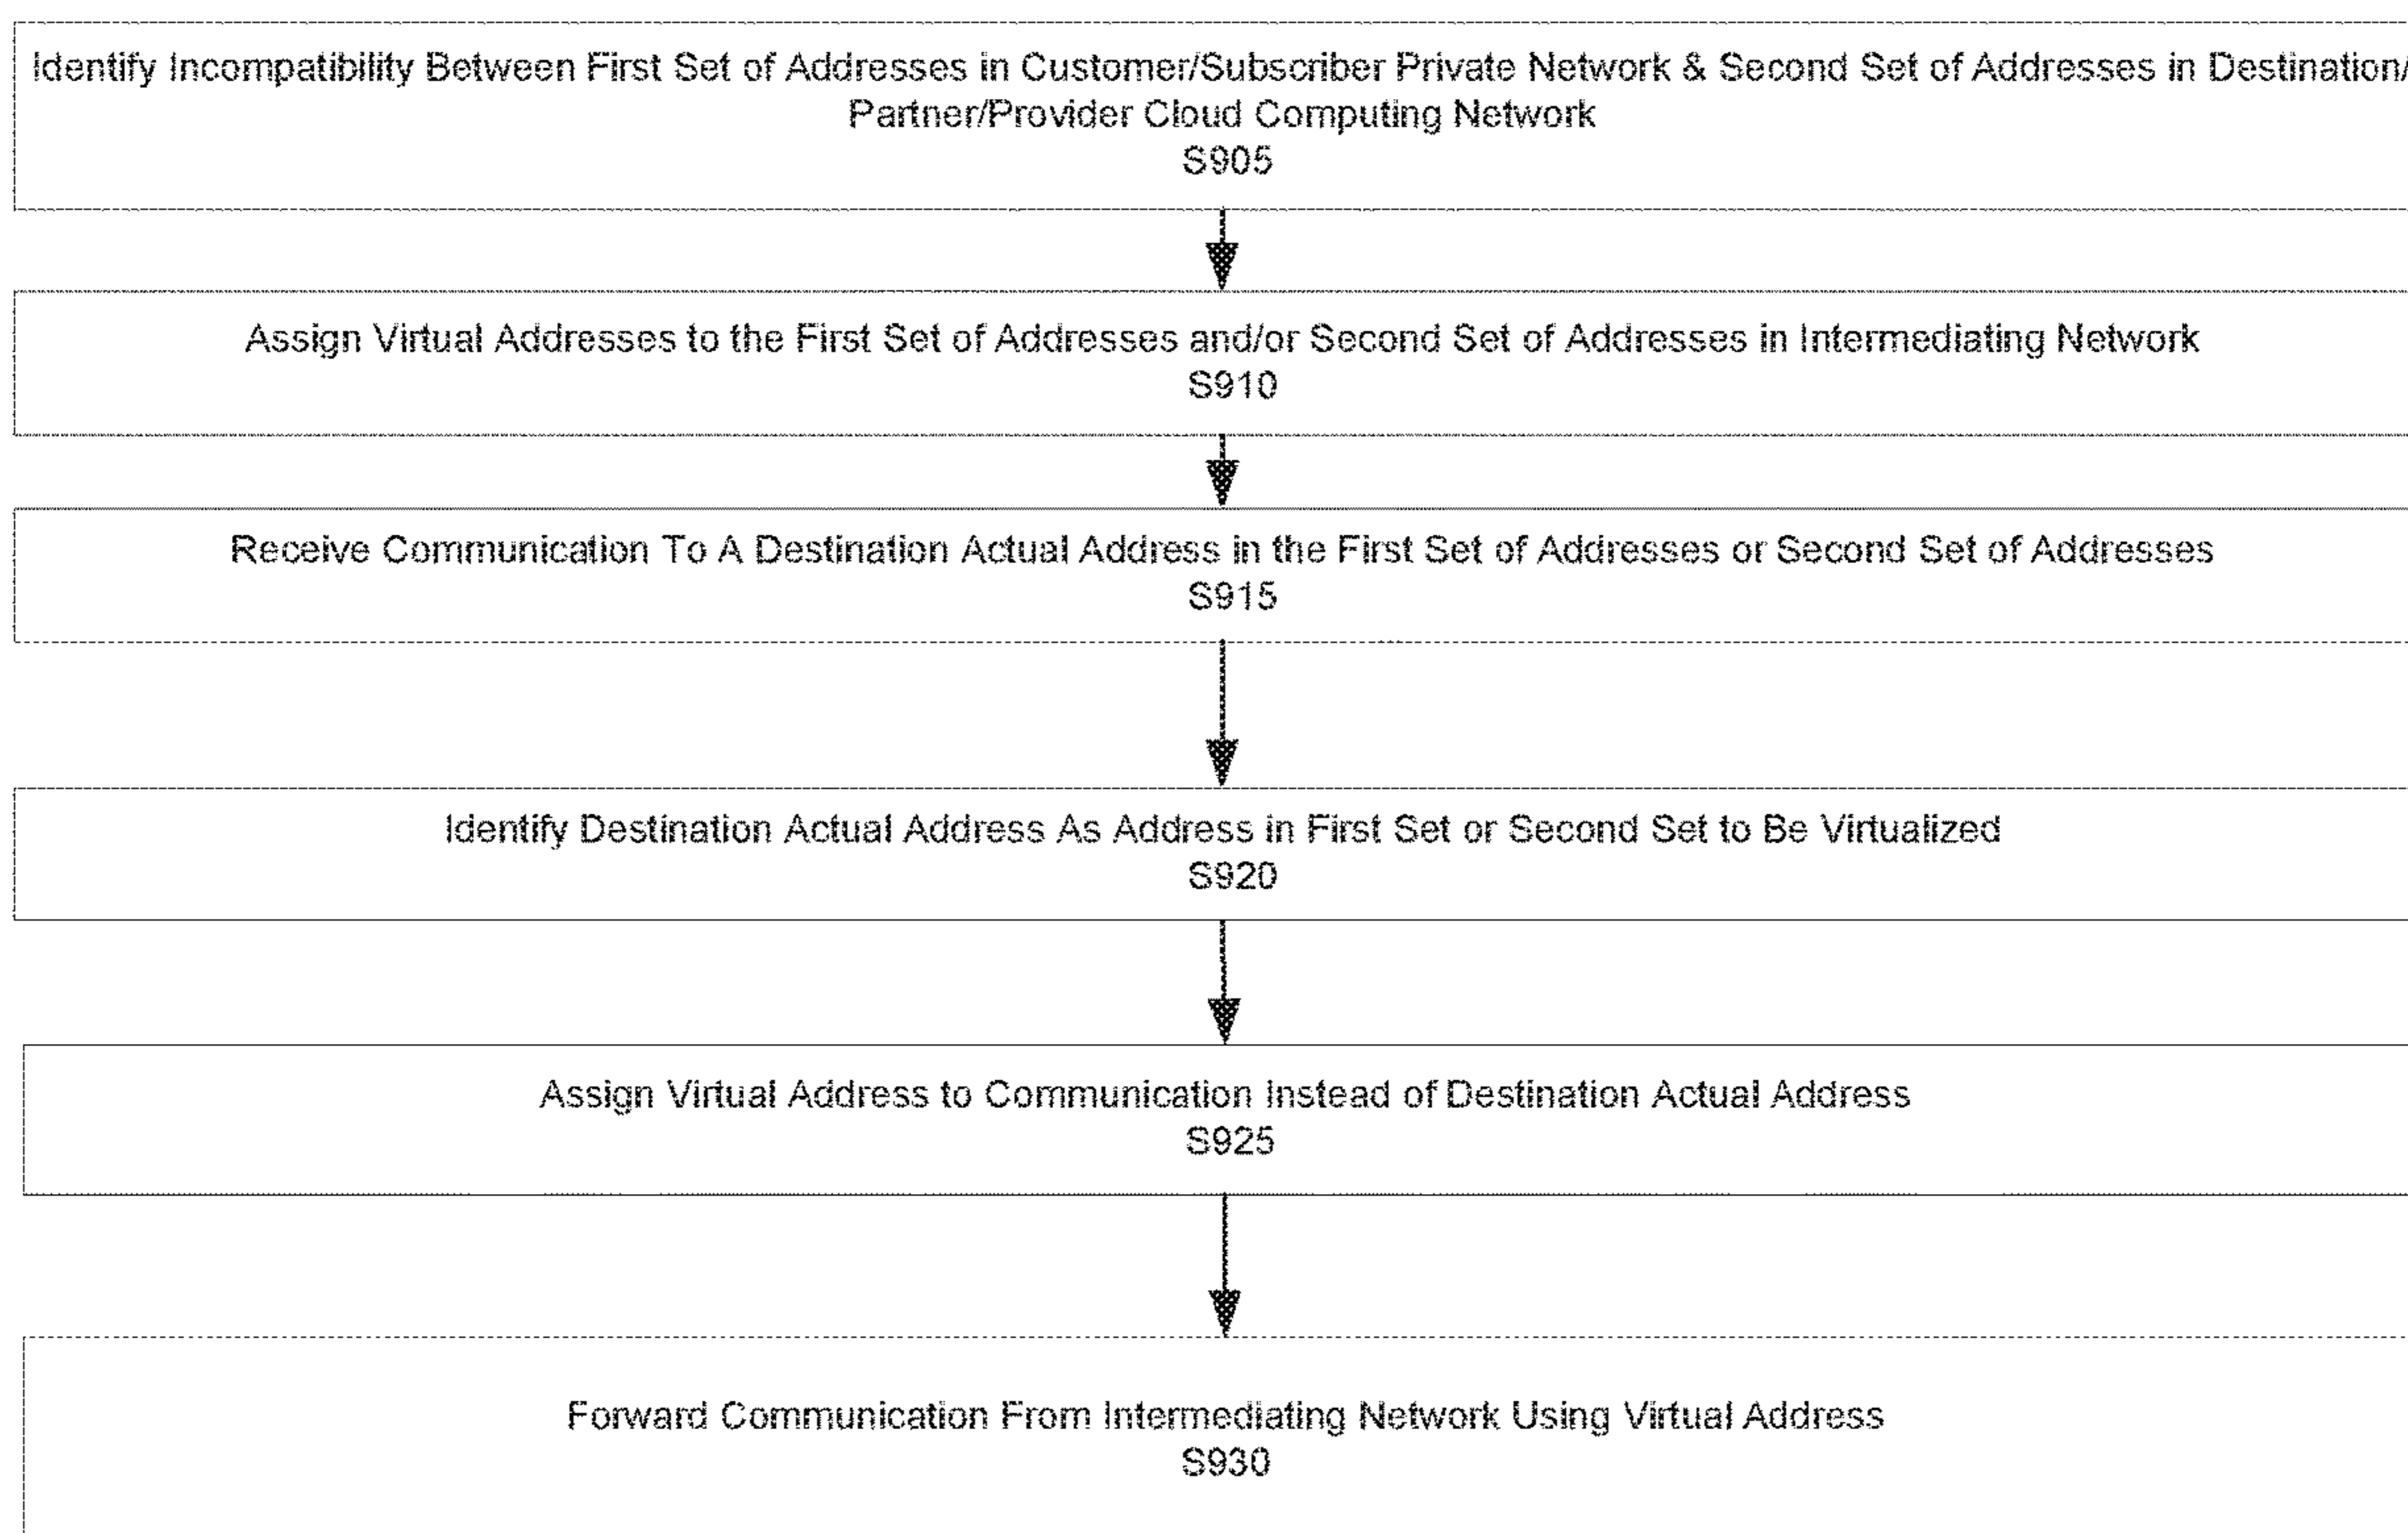 Identify Incompatibility Between First Set of Addresses in Customer/Subscriber Private Network & Second Set of Addresses in Destination/
Partner/Provider Cloud Computing Network
S905
Assign Virtual Addresses to the First Set of Addresses and/or Second Set of Addresses in Intermediating Network
S910
Receive Communication To A Destination Actual Address in the First Set of Addresses or Second Set of Addresses
S915
Identify Destination Actual Address As Address in First Set or Second Set to Be Virtualized
S920
Assign Virtual Address to Communication Instead of Destination Actual Address
S925
Forward Communication From Intermediating Network Using Virtual Address
S930